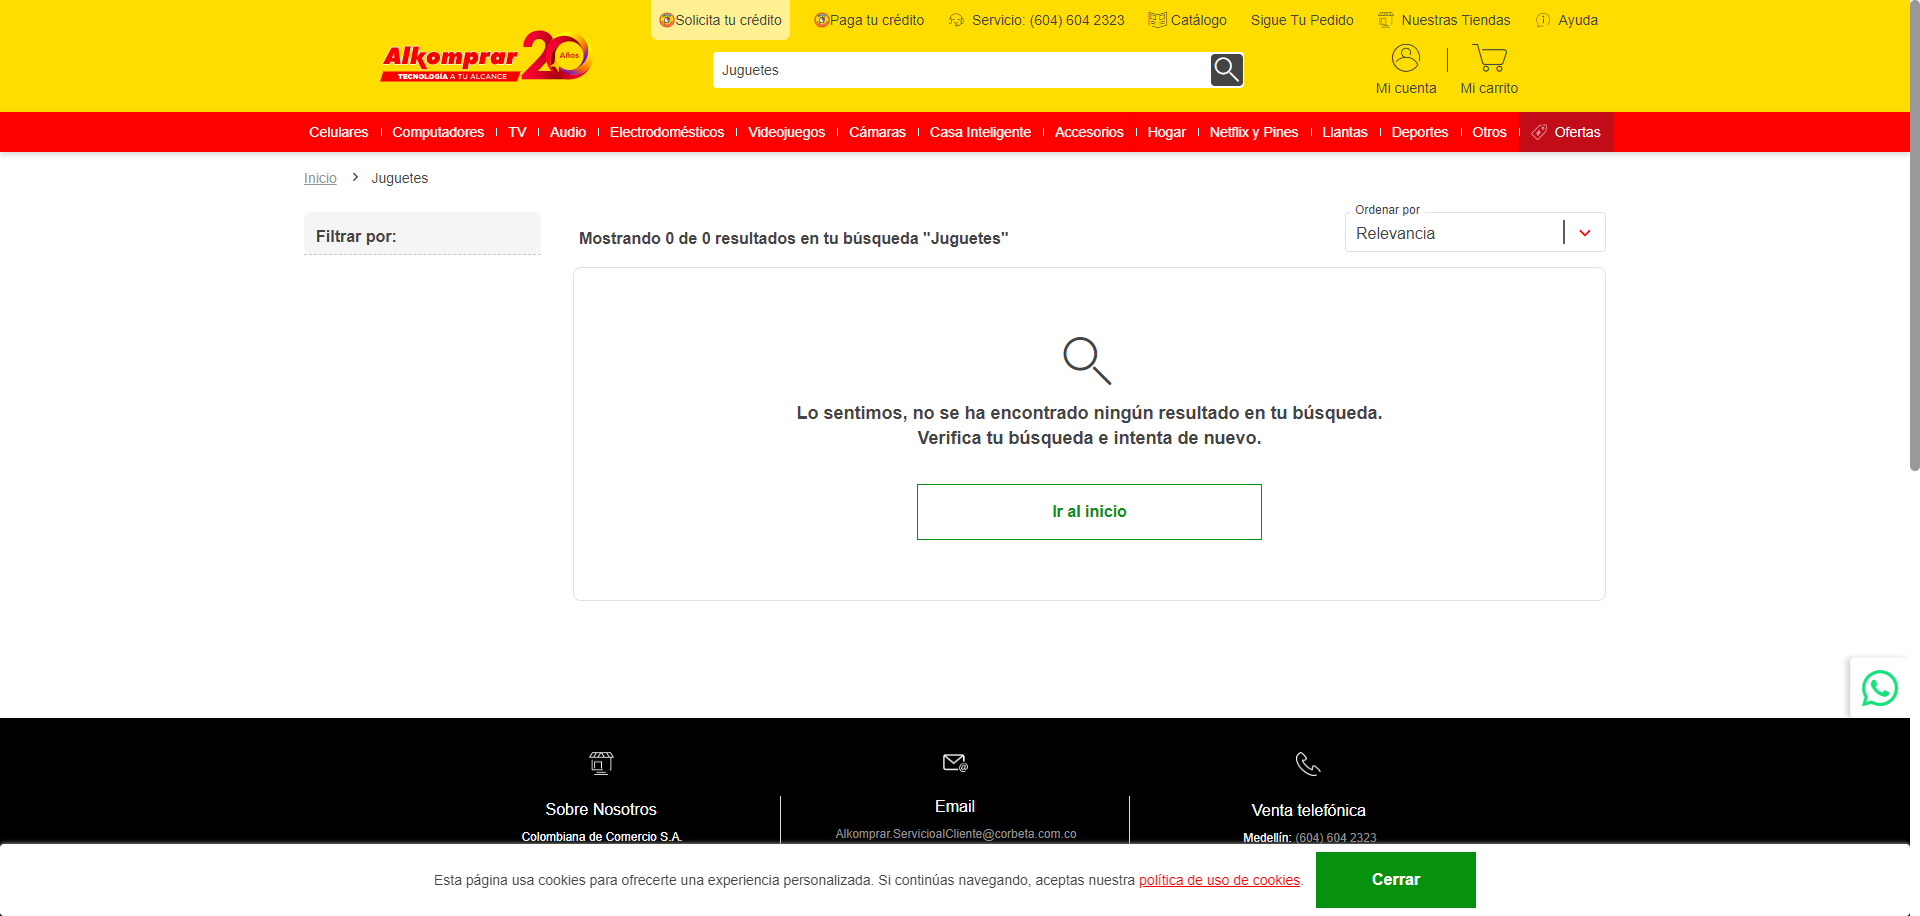 Solicita tu crédito
Paga tu crédito
Servicio: (604) 604 2323
Catálogo
Sigue Tu Pedido
Nuestras Tiendas
Ayuda
Alkomprar 20 Años
TECNOLOGÍA A TU ALCANCE
Juguetes
Mi cuenta
Mi carrito
Celulares
Computadores
TV
Audio
Electrodomésticos
Videojuegos
Cámaras
Casa Inteligente
Accesorios
Hogar
Netflix y Pines
Llantas
Deportes
Otros
Ofertas
Inicio > Juguetes
Filtrar por:
Mostrando 0 de 0 resultados en tu búsqueda "Juguetes"
Ordenar por
Relevancia
Lo sentimos, no se ha encontrado ningún resultado en tu búsqueda.
Verifica tu búsqueda e intenta de nuevo.
Ir al inicio
Sobre Nosotros
Colombiana de Comercio S.A.
Email
Alkomprar.ServicioalCliente@corbeta.com.co
Venta telefónica
Medellín: (604) 604 2323
Esta página usa cookies para ofrecerte una experiencia personalizada. Si continúas navegando, aceptas nuestra política de uso de cookies.
Cerrar